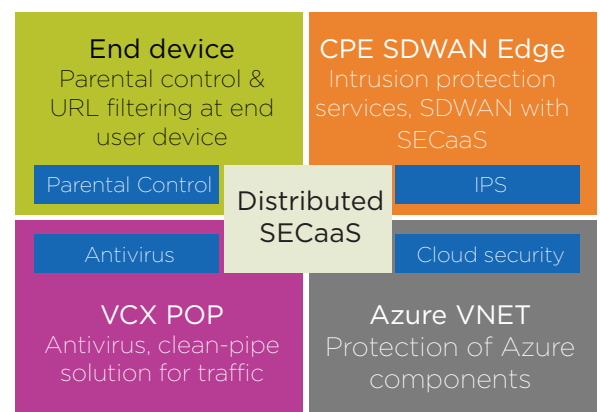 End device
Parental control &
URL filtering at end
user device
Parental Control
CPE SDWAN Edge
Intrusion protection
services, SDWAN with
SECaaS
IPS
Distributed
SECaaS
Antivirus
VCX POP
Antivirus, clean-pipe
solution for traffic
Cloud security
Azure VNET
Protection of Azure
components